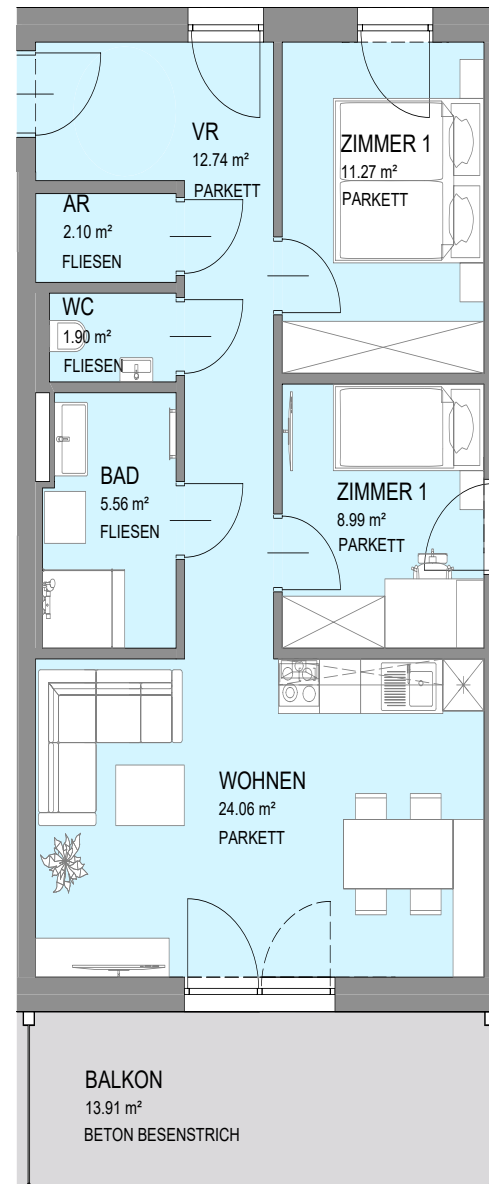 VR
12.74 m²
PARKETT
ZIMMER 1
11.27 m²
PARKETT
AR
2.10 m²
FLIESEN
WC
1.90 m²
FLIESEN
BAD
5.56 m²
FLIESEN
ZIMMER 1
8.99 m²
PARKETT
WOHNEN
24.06 m²
PARKETT
BALKON
13.91 m²
BETON BESENSTRICH